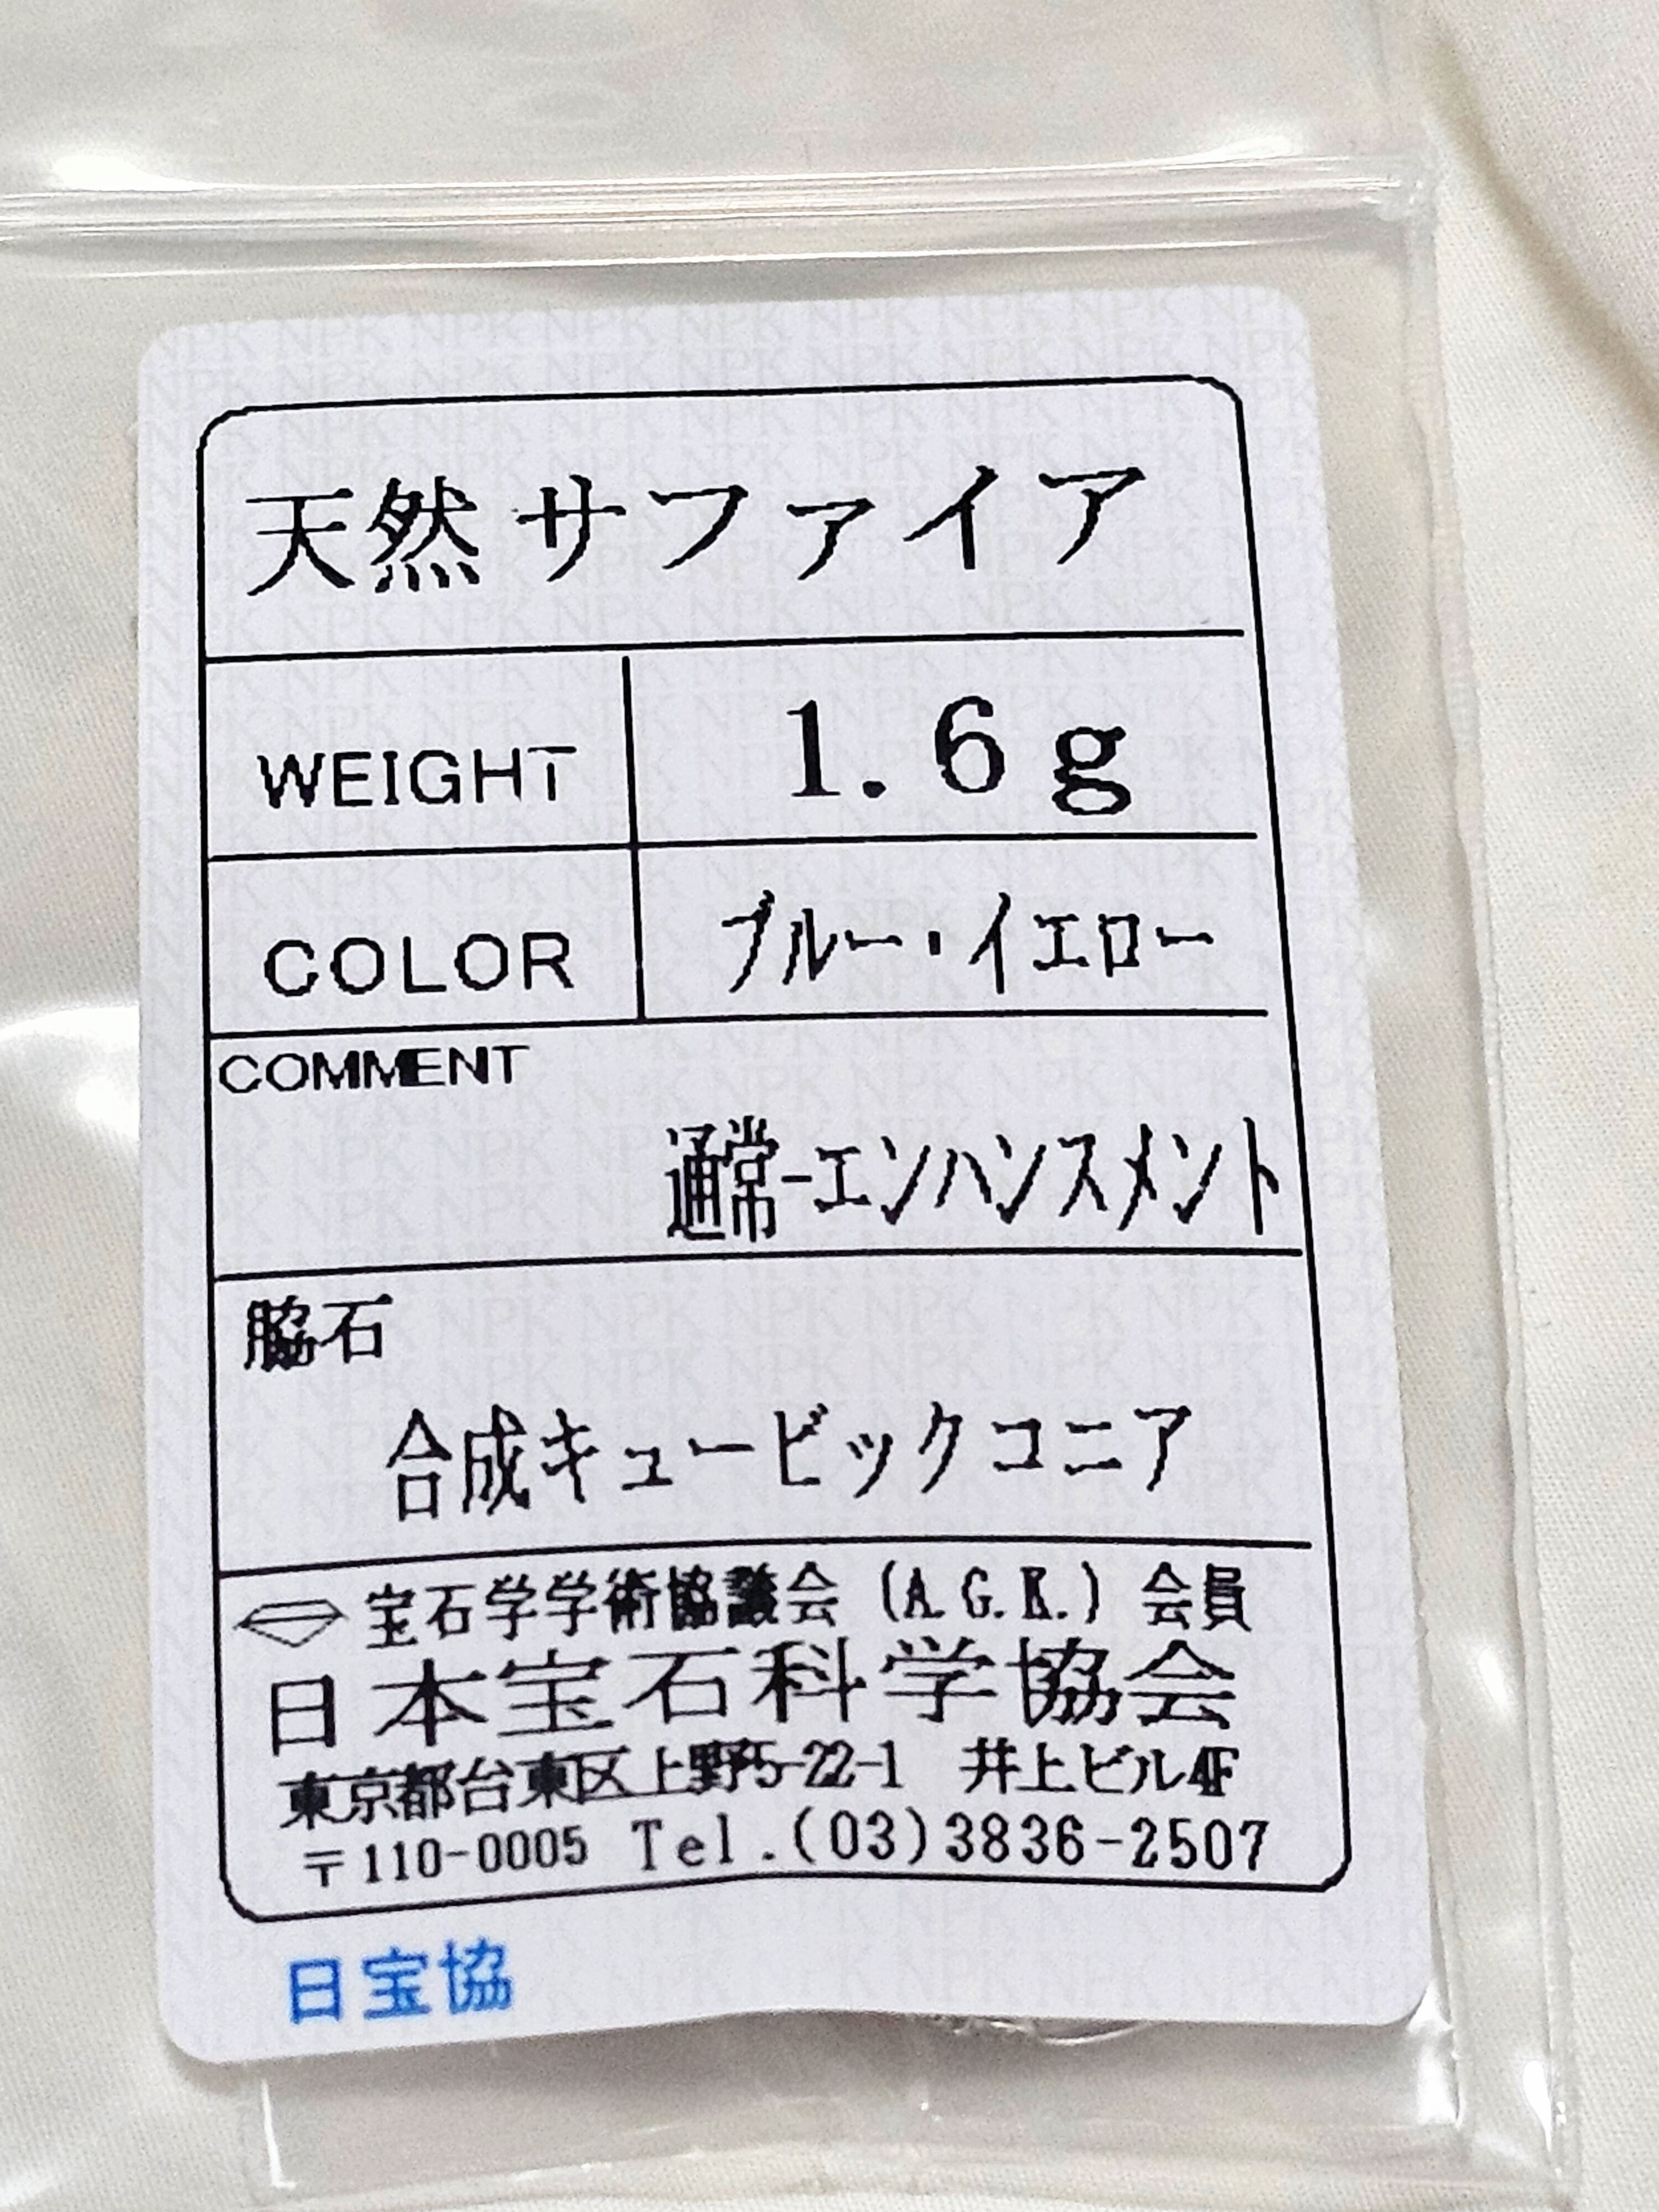 天然サファイア
WEIGHT 1.6g
COLOR ブルー・イエロー
COMMENT
通常-エンハンスメント
脇石
合成キュービックコニア
宝石学学術協議会 (A.G.K.) 会員
日本宝石科学協会
東京都台東区上野5-22-1 井上ビル4F
〒110-0005 Tel.(03)3836-2507
日宝協